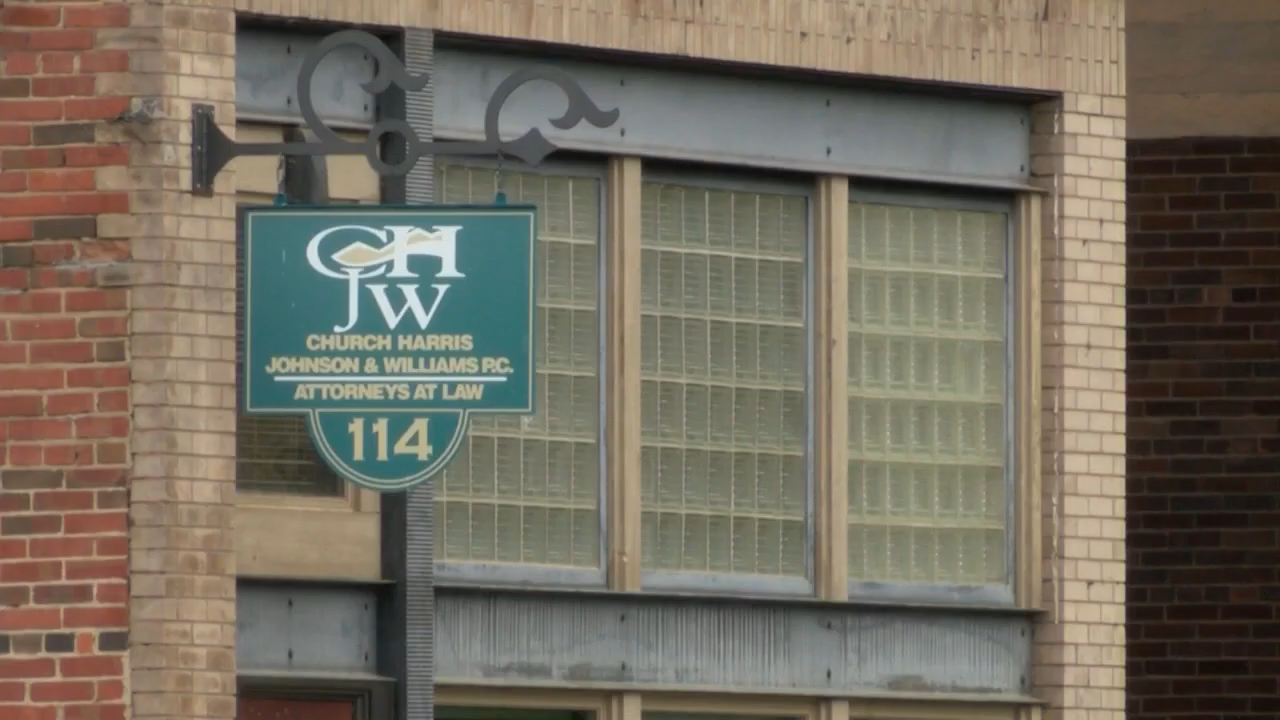 CH
JW
CHURCH HARRIS
JOHNSON & WILLIAMS P.C.
ATTORNEYS AT LAW
114